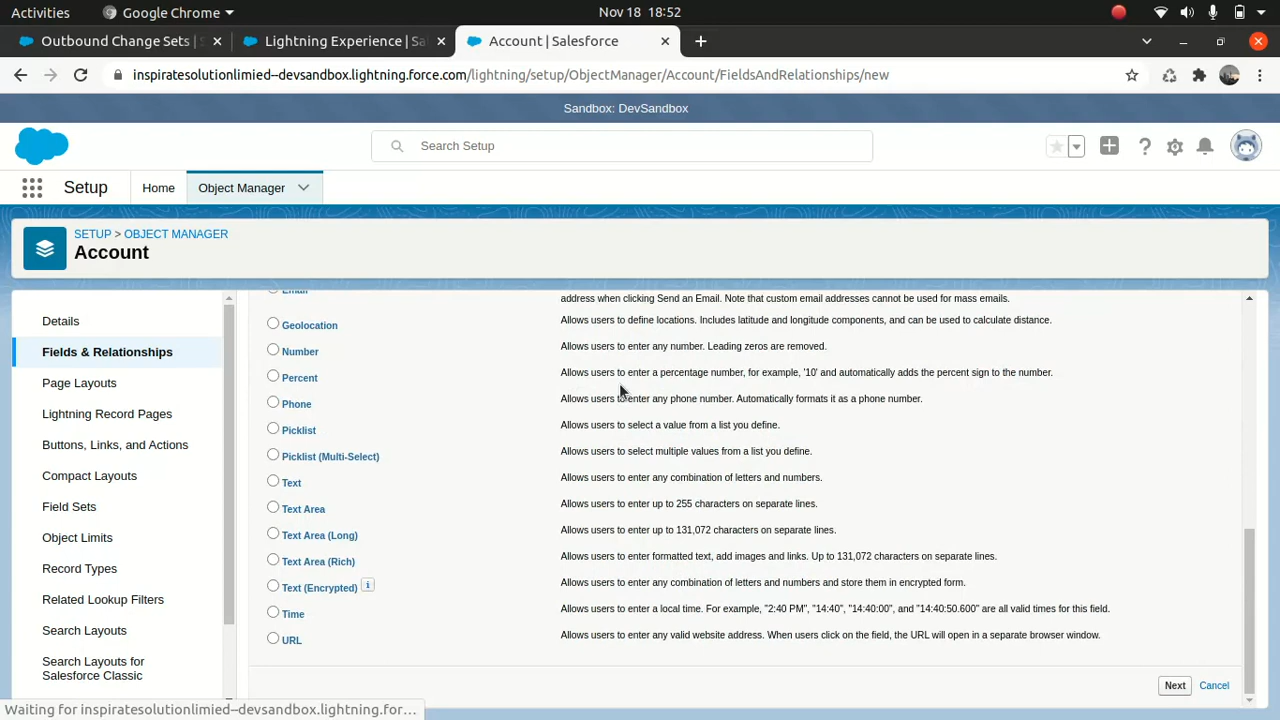 Activities
Google Chrome
Nov 18 18:52
Outbound Change Sets |
Lightning Experience | Sa
Account | Salesforce
inspiratesolutionlimied--devsandbox.lightning.force.com/lightning/setup/ObjectManager/Account/FieldsAndRelationships/new
Sandbox: DevSandbox
Search Setup
Setup
Home
Object Manager
SETUP > OBJECT MANAGER
Account
Details
Fields & Relationships
Page Layouts
Lightning Record Pages
Buttons, Links, and Actions
Compact Layouts
Field Sets
Object Limits
Record Types
Related Lookup Filters
Search Layouts
Search Layouts for
Salesforce Classic
Email
address when clicking Send an Email. Note that custom email addresses cannot be used for mass emails.
Geolocation
Allows users to define locations. Includes latitude and longitude components, and can be used to calculate distance.
Number
Allows users to enter any number. Leading zeros are removed.
Percent
Allows users to enter a percentage number, for example, '10' and automatically adds the percent sign to the number.
Phone
Allows users to enter any phone number. Automatically formats it as a phone number.
Picklist
Allows users to select a value from a list you define.
Picklist (Multi-Select)
Allows users to select multiple values from a list you define.
Text
Allows users to enter any combination of letters and numbers.
Text Area
Allows users to enter up to 255 characters on separate lines.
Text Area (Long)
Allows users to enter up to 131,072 characters on separate lines.
Text Area (Rich)
Allows users to enter formatted text, add images and links. Up to 131,072 characters on separate lines.
Text (Encrypted) i
Allows users to enter any combination of letters and numbers and store them in encrypted form.
Time
Allows users to enter a local time. For example, "2:40 PM", "14:40", "14:40:00", and "14:40:50.600" are all valid times for this field.
URL
Allows users to enter any valid website address. When users click on the field, the URL will open in a separate browser window.
Next
Cancel
Waiting for inspiratesolutionlimied--devsandbox.lightning.for...